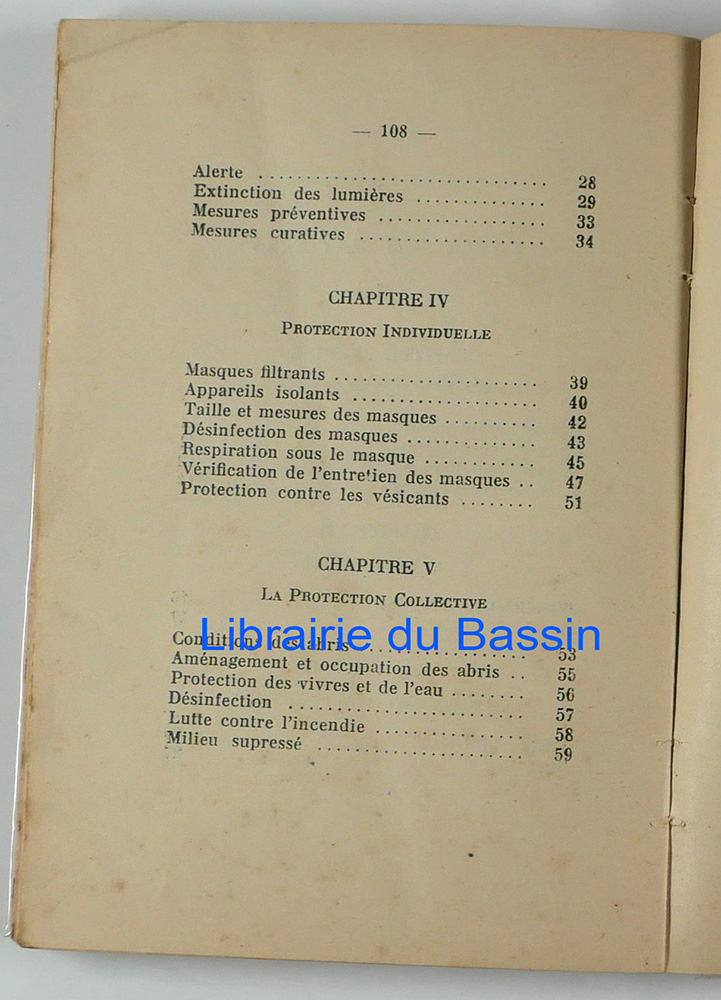 — 108 —
Alerte .............................. 28
Extinction des lumières .............. 29
Mesures préventives .................. 33
Mesures curatives .................... 34
CHAPITRE IV
PROTECTION INDIVIDUELLE
Masques filtrants ..................... 39
Appareils isolants ................... 40
Taille et mesures des masques .......... 42
Désinfection des masques ............. 43
Respiration sous le masque ............ 45
Vérification de l'entretien des masques .. 47
Protection contre les vésicants ........ 51
CHAPITRE V
LA PROTECTION COLLECTIVE
Librairie du Bassin
Conditions des abris ................. 53
Aménagement et occupation des abris .. 55
Protection des vivres et de l'eau ........ 56
Désinfection ........................ 57
Lutte contre l'incendie ............... 58
Milieu supressé ...................... 59